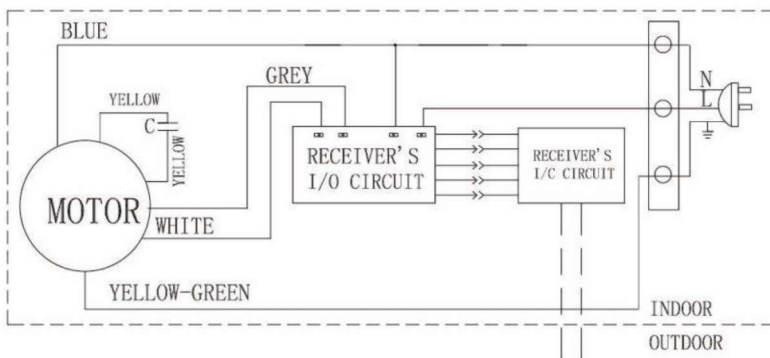 BLUE
GREY
N
L
YELLOW
C
YELLOW
RECEIVER'S
I/O CIRCUIT
RECEIVER'S
I/C CIRCUIT
MOTOR
WHITE
YELLOW-GREEN
INDOOR
OUTDOOR